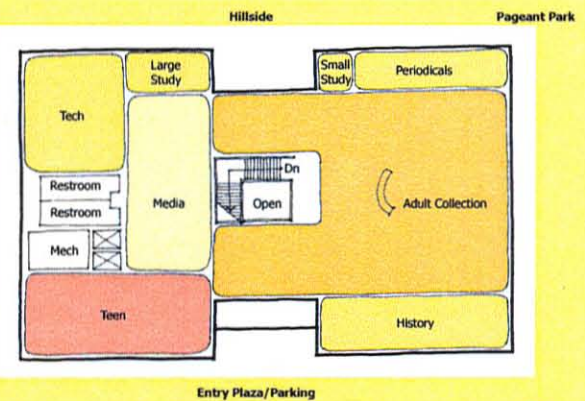 Hillside
Pageant Park
Large
Study
Small
Study
Periodicals
Tech
Restroom
Restroom
Mech
Media
Dn
Open
Adult Collection
Teen
History
Entry Plaza/Parking